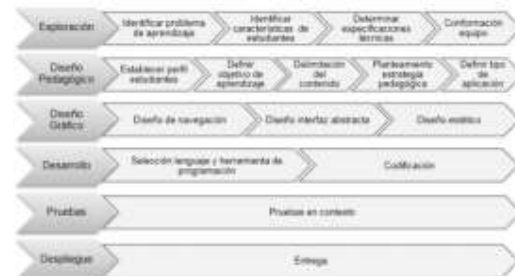 Exploración
Identificar problema
de aprendizaje
Identificar
características de
estudiantes
Determinar
especificaciones
técnicas
Conformación
equipo
Diseño
Pedagógico
Establecer perfil
estudiantes
Definir
objetivo de
aprendizaje
Delimitación
del
contenido
Planteamiento
estrategia
pedagógica
Definir tipo
de
aplicación
Diseño
Gráfico
Diseño de navegación
Diseño interfaz abstracta
Diseño estético
Desarrollo
Selección lenguaje y herramienta de
programación
Codificación
Pruebas
Pruebas en contexto
Despliegue
Entrega